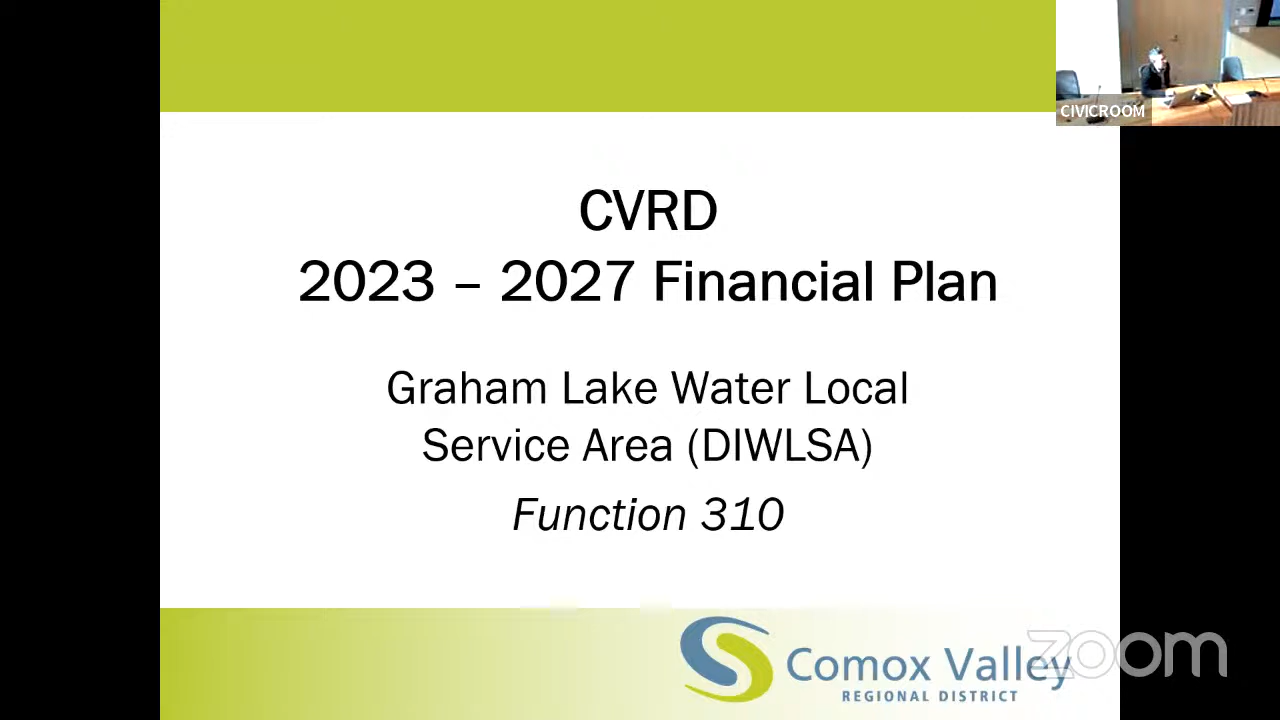 CIVICROOM
CVRD
2023 – 2027 Financial Plan
Graham Lake Water Local
Service Area (DIWLSA)
Function 310
Comox Valley
REGIONAL DISTRICT
zoom